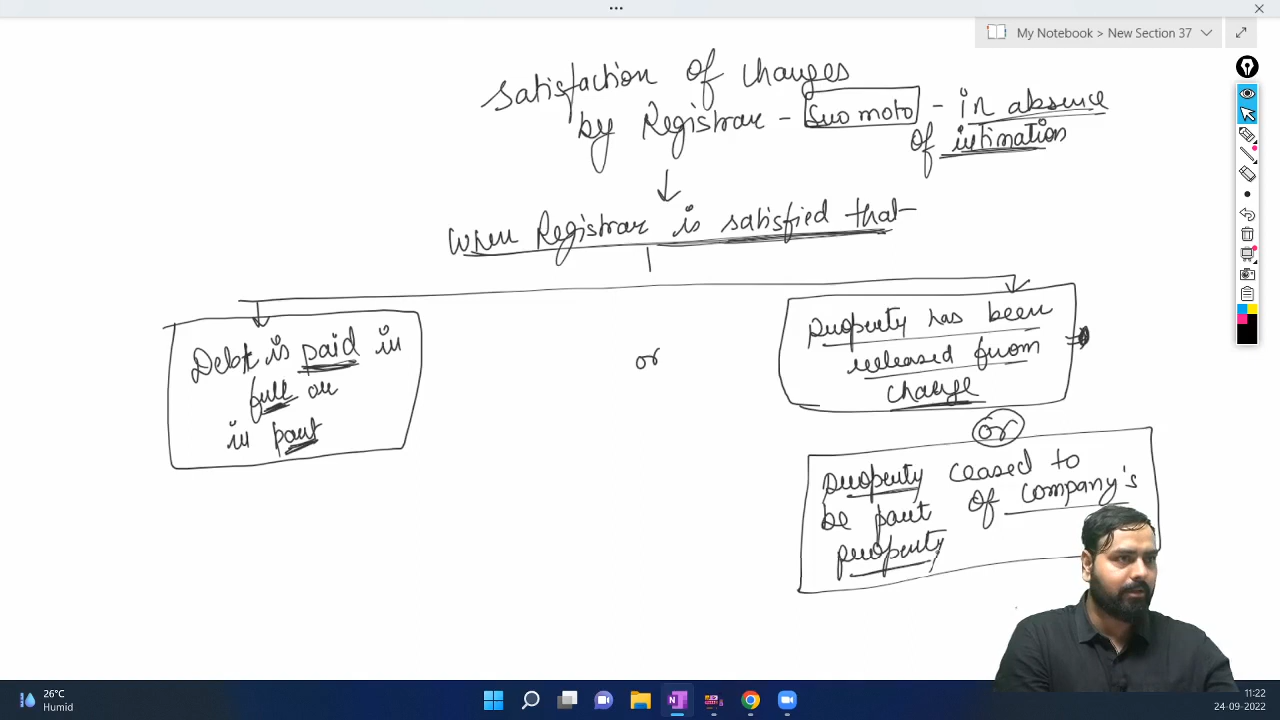 My Notebook > New Section 37
Satisfaction of Charges
by Registrar - Suo moto - in absence
of intimation
When Registrar is satisfied that
Debt is paid in
full or
in part
or
property has been
released from
charge
or
property ceased to
be part of company's
property
26°C
Humid
11:22
24-09-2022